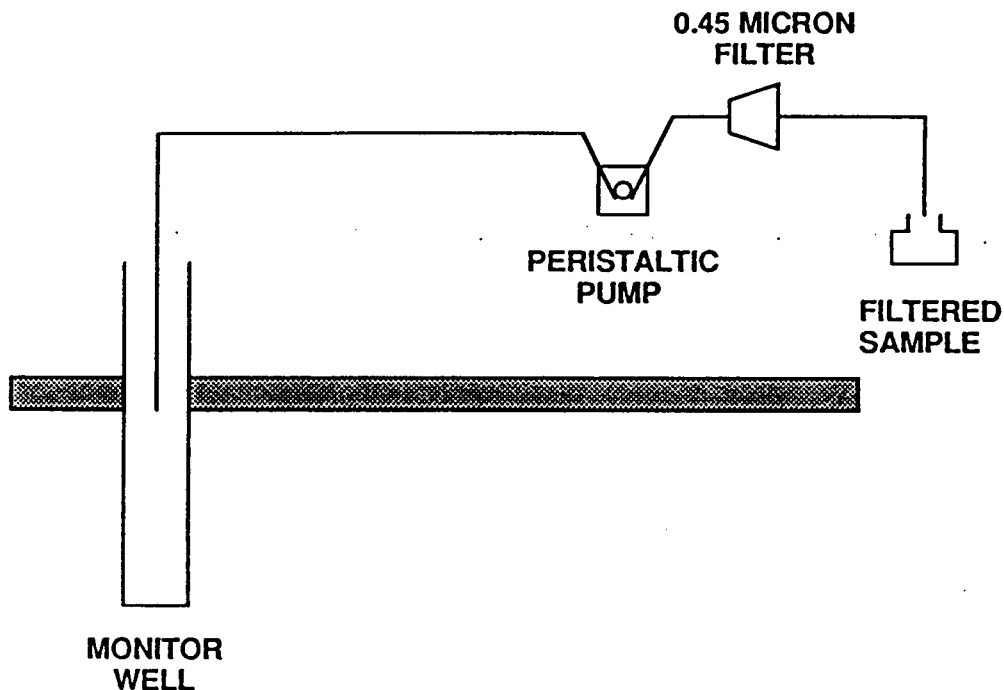 0.45 MICRON
FILTER
PERISTALTIC
PUMP
FILTERED
SAMPLE
MONITOR
WELL